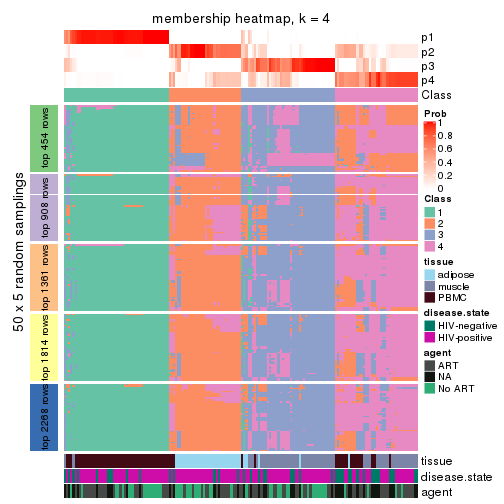 membership heatmap, k = 4
p1
p2
p3
p4
Class
50 x 5 random samplings
top 454 rows
top 908 rows
top 1361 rows
top 1814 rows
top 2268 rows
tissue
disease.state
agent
Prob
1
0.8
0.6
0.4
0.2
0
Class
1
2
3
4
tissue
adipose
muscle
PBMC
disease.state
HIV-negative
HIV-positive
agent
ART
NA
No ART